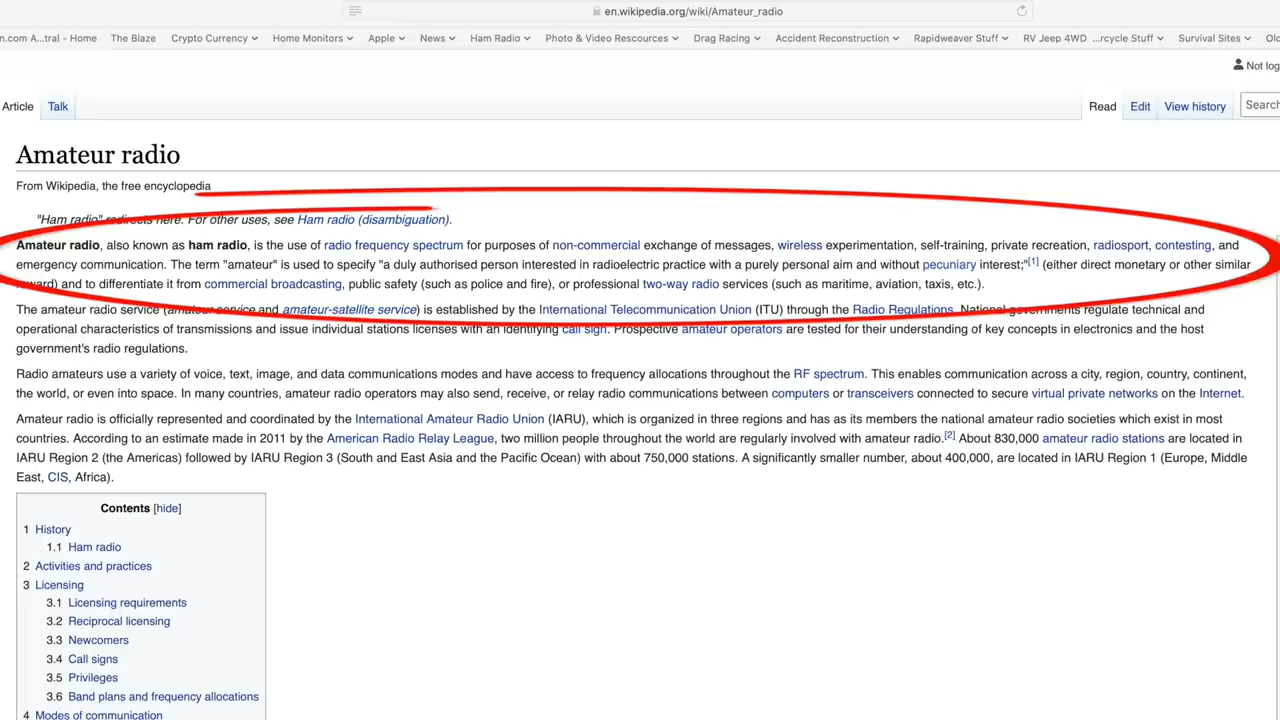 en.wikipedia.org/wiki/Amateur_radio
n.com A...tral - Home The Blaze Crypto Currency Home Monitors Apple News Ham Radio Photo & Video Rescources Drag Racing Accident Reconstruction Rapidweaver Stuff RV Jeep 4WD ...rcycle Stuff Survival Sites Olc
Not log
Article Talk Read Edit View history Search
Amateur radio
From Wikipedia, the free encyclopedia
"Ham radio" redirects here. For other uses, see Ham radio (disambiguation).
Amateur radio, also known as ham radio, is the use of radio frequency spectrum for purposes of non-commercial exchange of messages, wireless experimentation, self-training, private recreation, radiosport, contesting, and
emergency communication. The term "amateur" is used to specify "a duly authorised person interested in radioelectric practice with a purely personal aim and without pecuniary interest;"[1] (either direct monetary or other similar
reward) and to differentiate it from commercial broadcasting, public safety (such as police and fire), or professional two-way radio services (such as maritime, aviation, taxis, etc.).
The amateur radio service (amateur service and amateur-satellite service) is established by the International Telecommunication Union (ITU) through the Radio Regulations. National governments regulate technical and
operational characteristics of transmissions and issue individual stations licenses with an identifying call sign. Prospective amateur operators are tested for their understanding of key concepts in electronics and the host
government's radio regulations.
Radio amateurs use a variety of voice, text, image, and data communications modes and have access to frequency allocations throughout the RF spectrum. This enables communication across a city, region, country, continent,
the world, or even into space. In many countries, amateur radio operators may also send, receive, or relay radio communications between computers or transceivers connected to secure virtual private networks on the Internet.
Amateur radio is officially represented and coordinated by the International Amateur Radio Union (IARU), which is organized in three regions and has as its members the national amateur radio societies which exist in most
countries. According to an estimate made in 2011 by the American Radio Relay League, two million people throughout the world are regularly involved with amateur radio.[2] About 830,000 amateur radio stations are located in
IARU Region 2 (the Americas) followed by IARU Region 3 (South and East Asia and the Pacific Ocean) with about 750,000 stations. A significantly smaller number, about 400,000, are located in IARU Region 1 (Europe, Middle
East, CIS, Africa).
Contents [hide]
1 History
1.1 Ham radio
2 Activities and practices
3 Licensing
3.1 Licensing requirements
3.2 Reciprocal licensing
3.3 Newcomers
3.4 Call signs
3.5 Privileges
3.6 Band plans and frequency allocations
4 Modes of communication